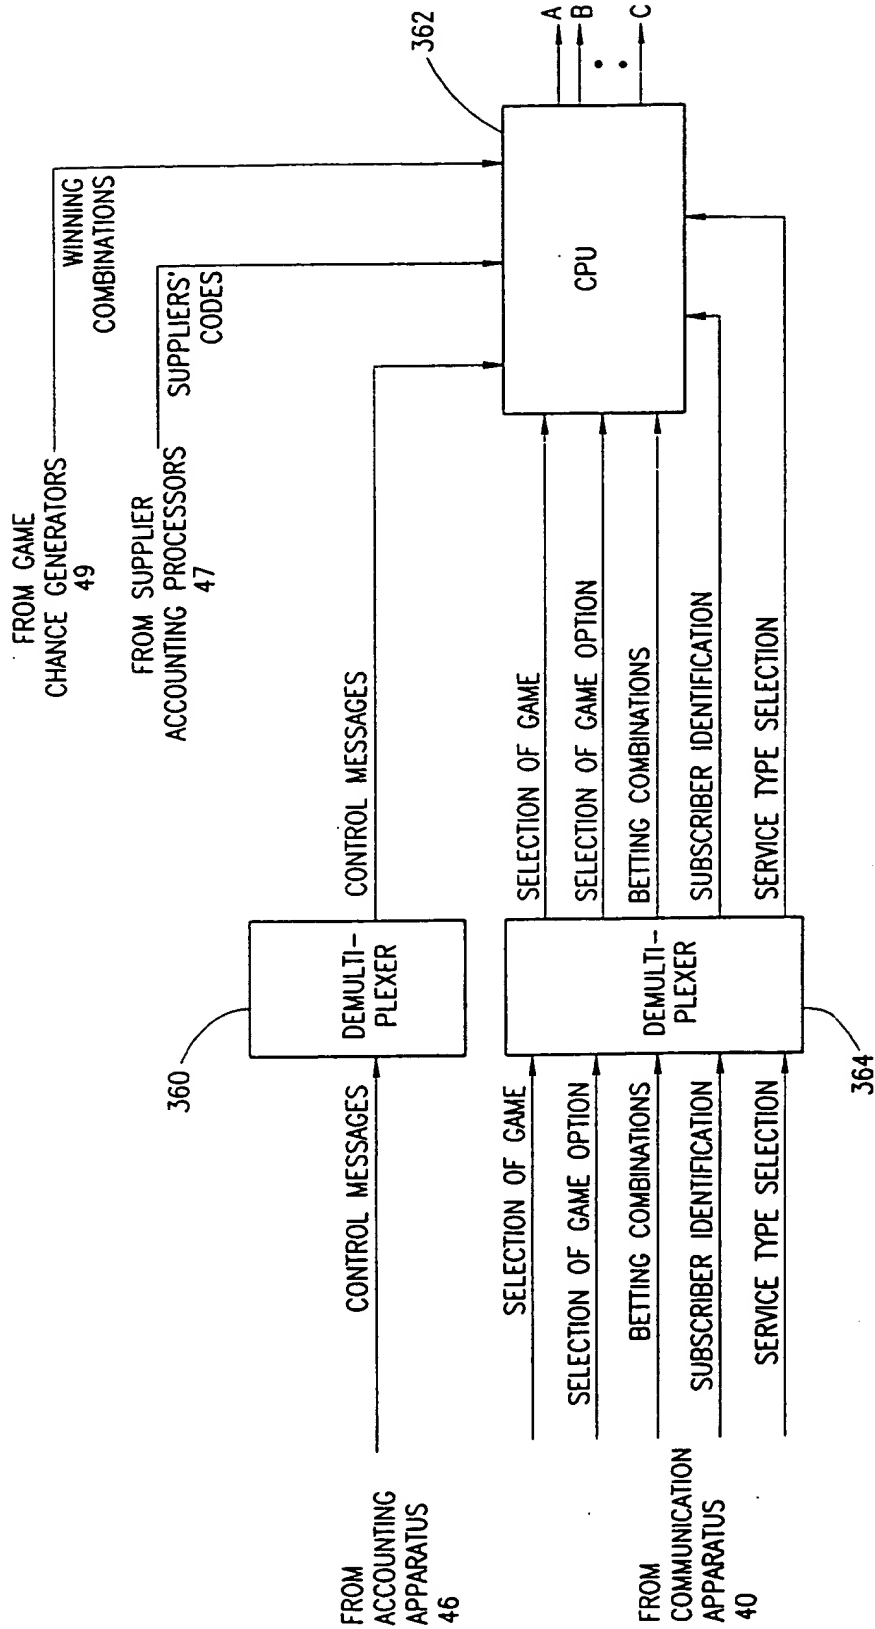 FROM GAME
CHANCE GENERATORS
49
WINNING
COMBINATIONS
FROM SUPPLIER
ACCOUNTING PROCESSORS
47
SUPPLIERS'
CODES
362
A
B
C
CPU
360
DEMULTI-
PLEXER
CONTROL MESSAGES
CONTROL MESSAGES
FROM
ACCOUNTING
APPARATUS
46
SELECTION OF GAME
SELECTION OF GAME OPTION
BETTING COMBINATIONS
SUBSCRIBER IDENTIFICATION
SERVICE TYPE SELECTION
DEMULTI-
PLEXER
364
SELECTION OF GAME
SELECTION OF GAME OPTION
BETTING COMBINATIONS
SUBSCRIBER IDENTIFICATION
SERVICE TYPE SELECTION
FROM
COMMUNICATION
APPARATUS
40